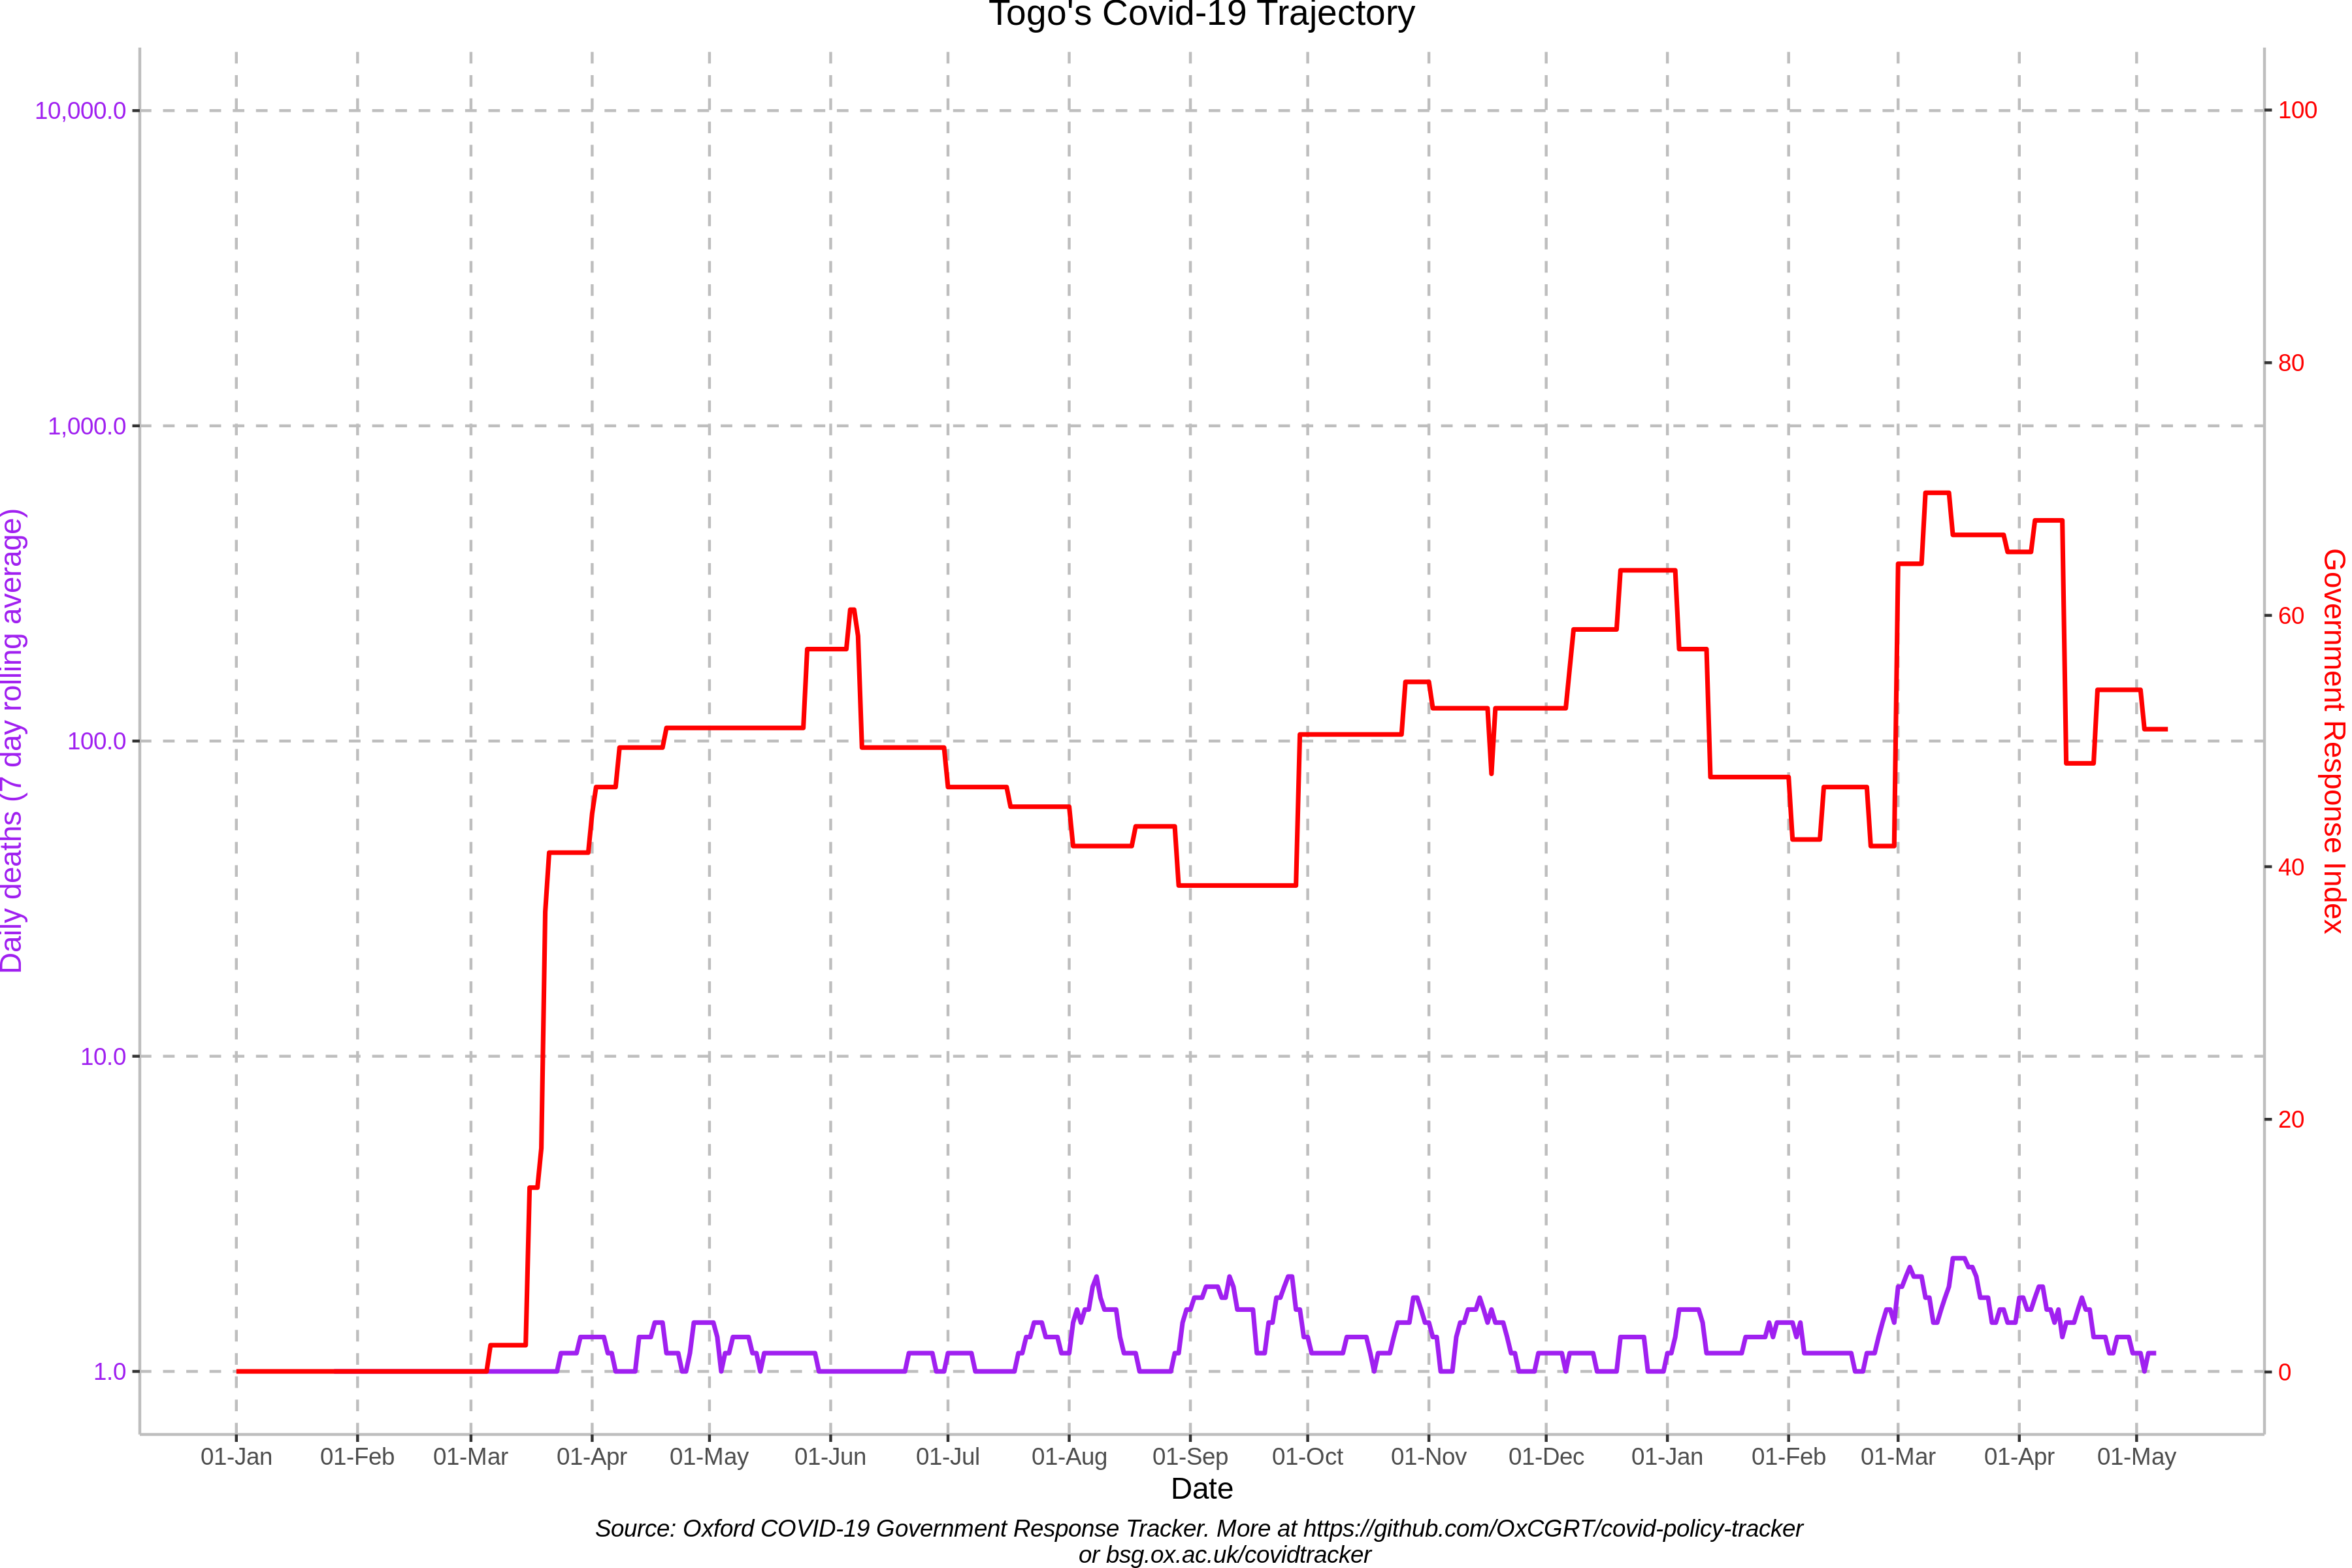 Togo's Covid-19 Trajectory
10,000.0
1,000.0
100.0
10.0
1.0
Daily deaths (7 day rolling average)
100
80
60
40
20
0
Government Response Index
01-Jan 01-Feb 01-Mar 01-Apr 01-May 01-Jun 01-Jul 01-Aug 01-Sep 01-Oct 01-Nov 01-Dec 01-Jan 01-Feb 01-Mar 01-Apr 01-May
Date
Source: Oxford COVID-19 Government Response Tracker. More at https://github.com/OxCGRT/covid-policy-tracker
or bsg.ox.ac.uk/covidtracker